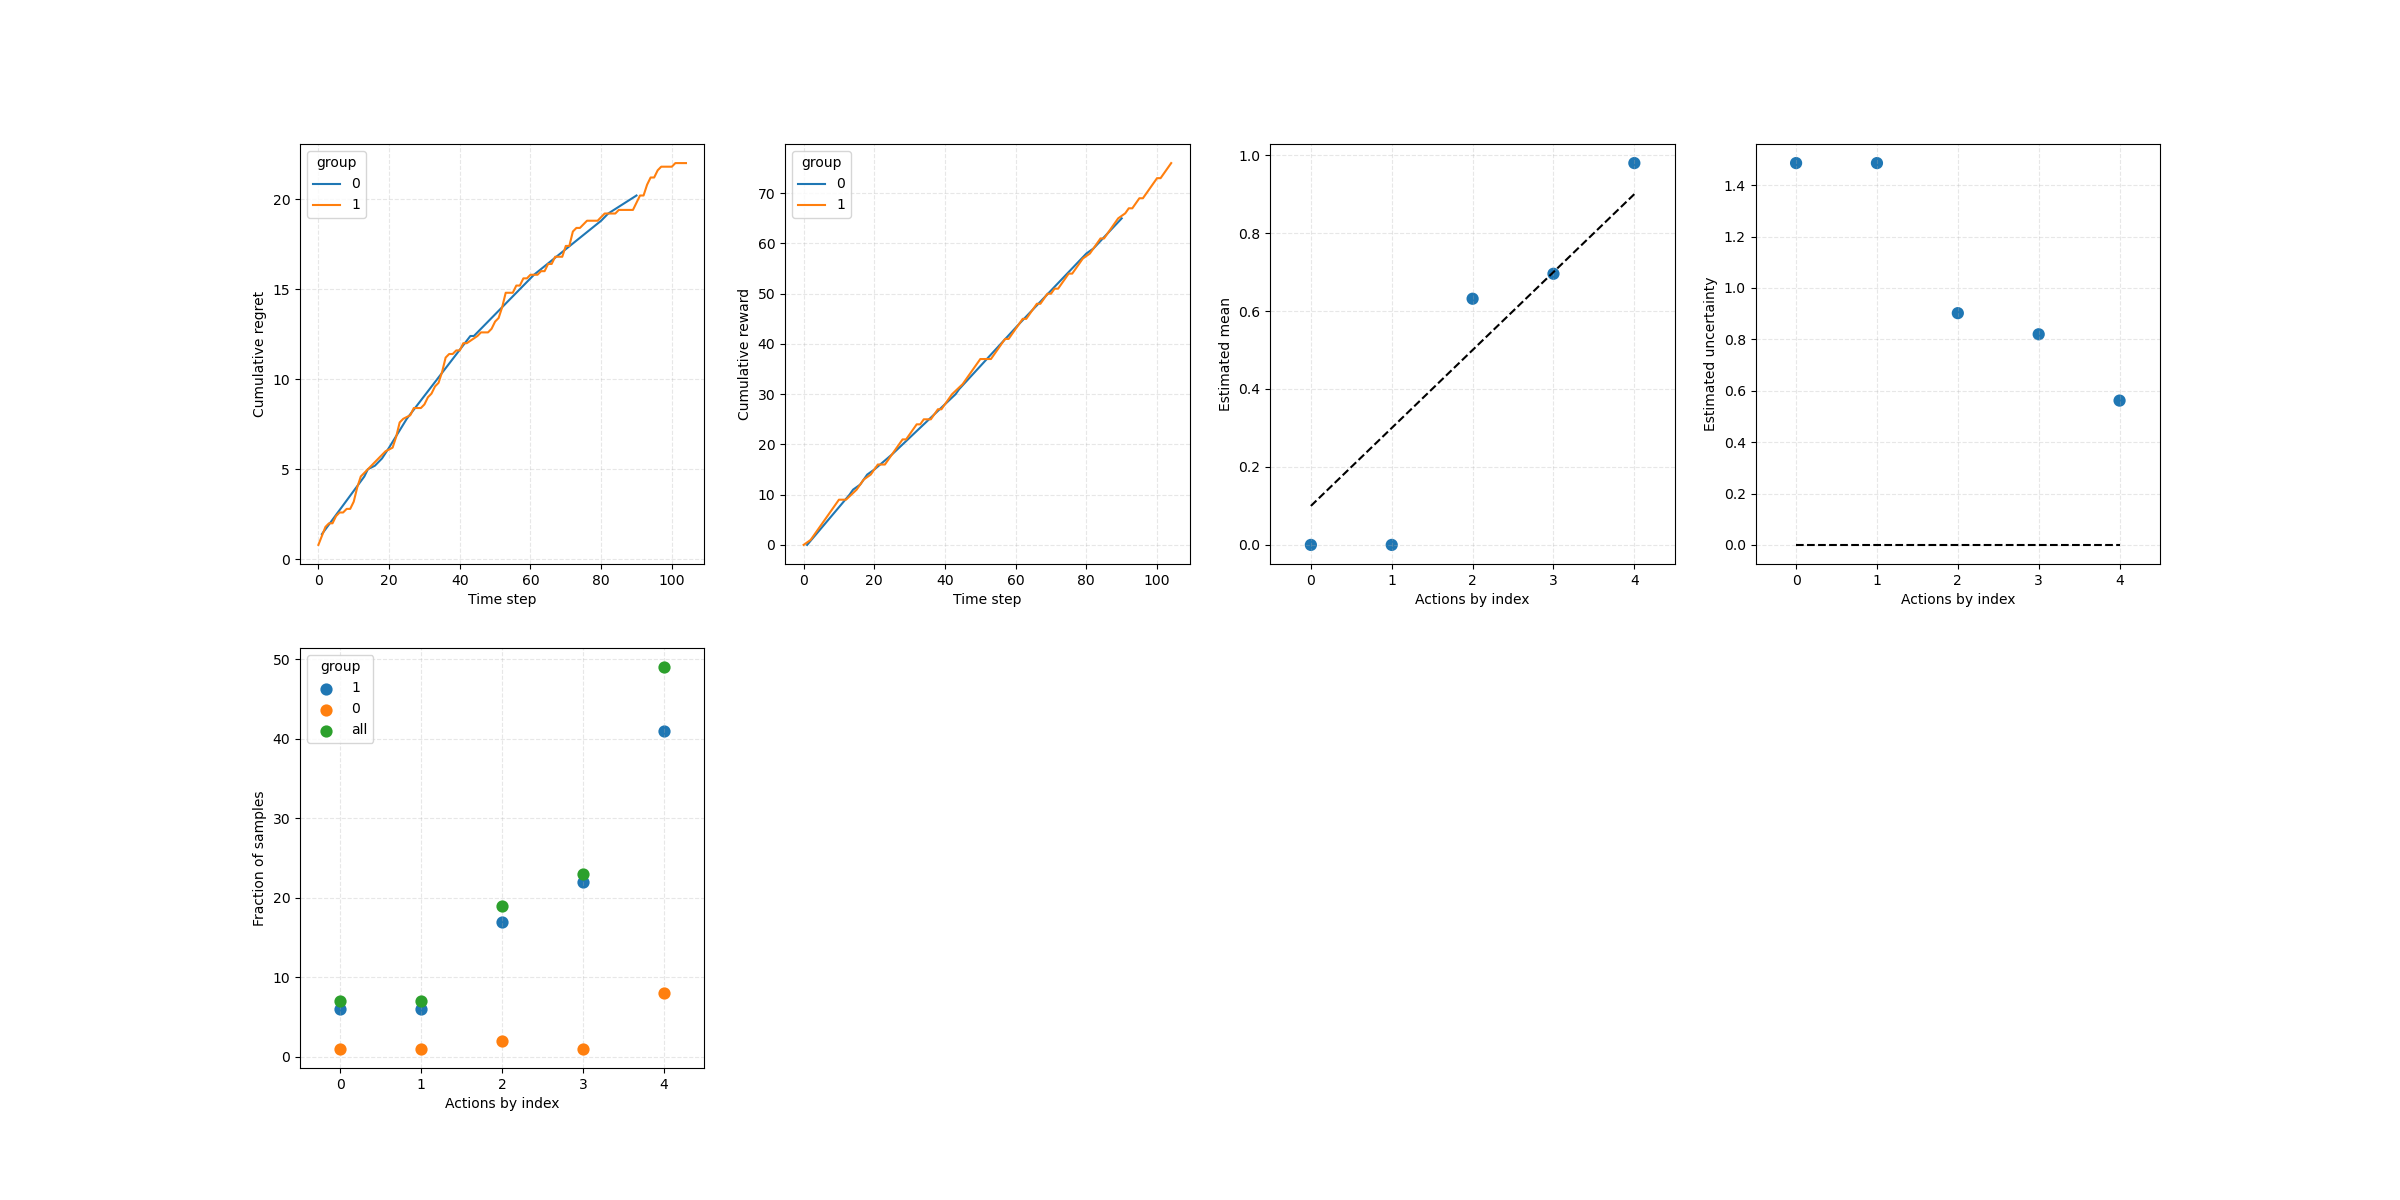 group
0
1
20
15
10
5
0
Cumulative regret
0 20 40 60 80 100
Time step
group
0
1
70
60
50
40
30
20
10
0
Cumulative reward
0 20 40 60 80 100
Time step
1.0
0.8
0.6
0.4
0.2
0.0
Estimated mean
0 1 2 3 4
Actions by index
1.4
1.2
1.0
0.8
0.6
0.4
0.2
0.0
Estimated uncertainty
0 1 2 3 4
Actions by index
group
1
0
all
50
40
30
20
10
0
Fraction of samples
0 1 2 3 4
Actions by index